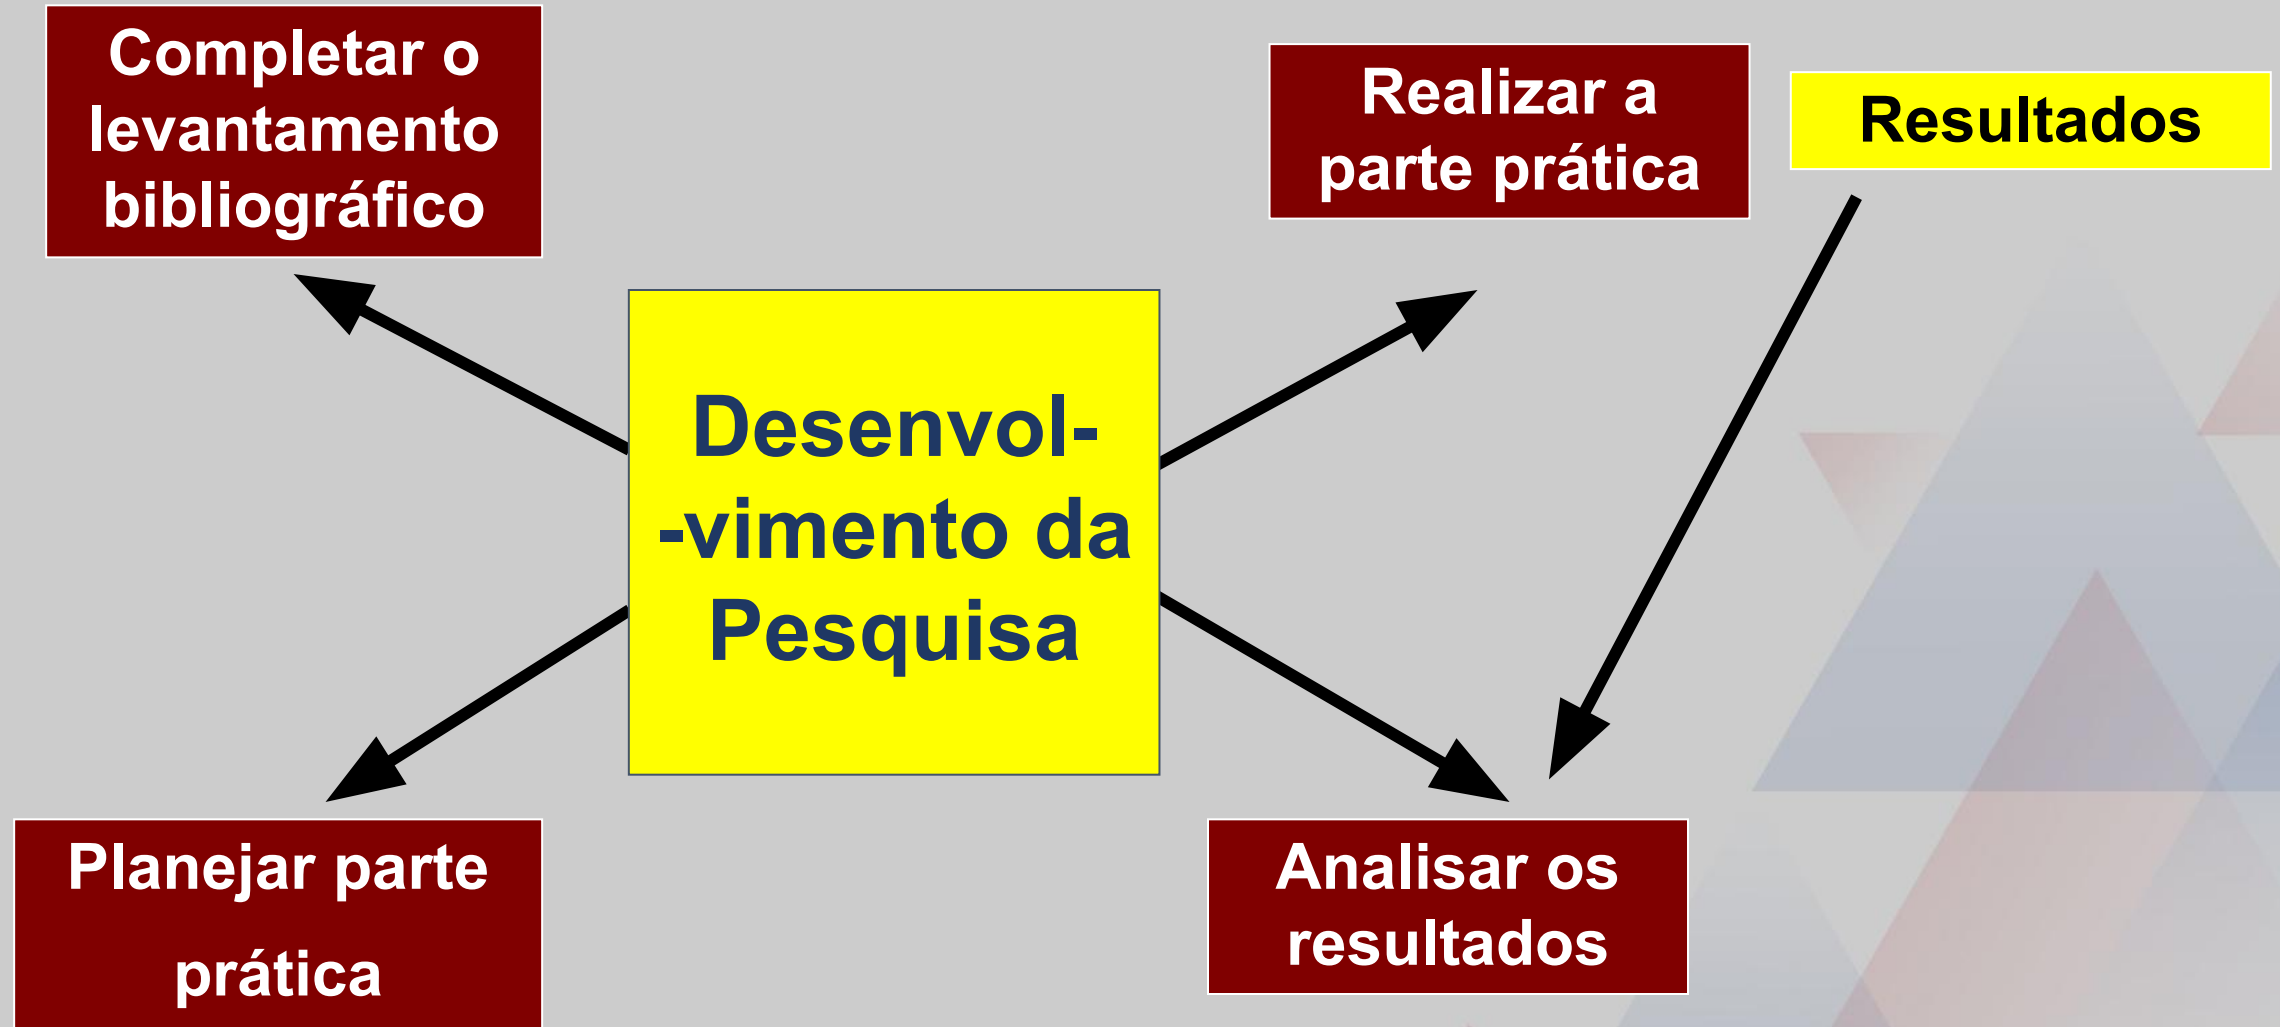 Completar o
levantamento
bibliográfico
Realizar a
parte prática
Resultados
Desenvol-
-vimento da
Pesquisa
Planejar parte
prática
Analisar os
resultados